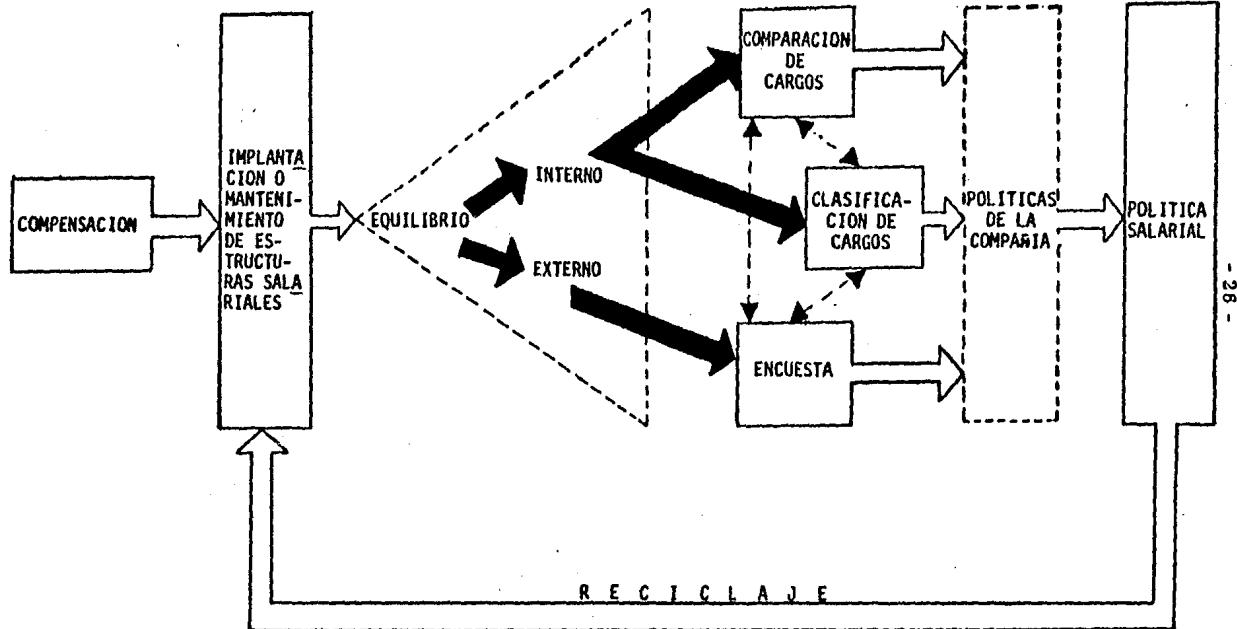 COMPENSACION
IMPLANTA
CION O
MANTENI-
MIENTO
DE ES-
TRUCTU-
RAS SALA
RIALES
EQUILIBRIO
INTERNO
EXTERNO
COMPARACION
DE
CARGOS
CLASIFICA-
CION DE
CARGOS
ENCUESTA
POLITICAS
DE LA
COMPAÑIA
POLITICA
SALARIAL
-26-
R E C I C L A J E